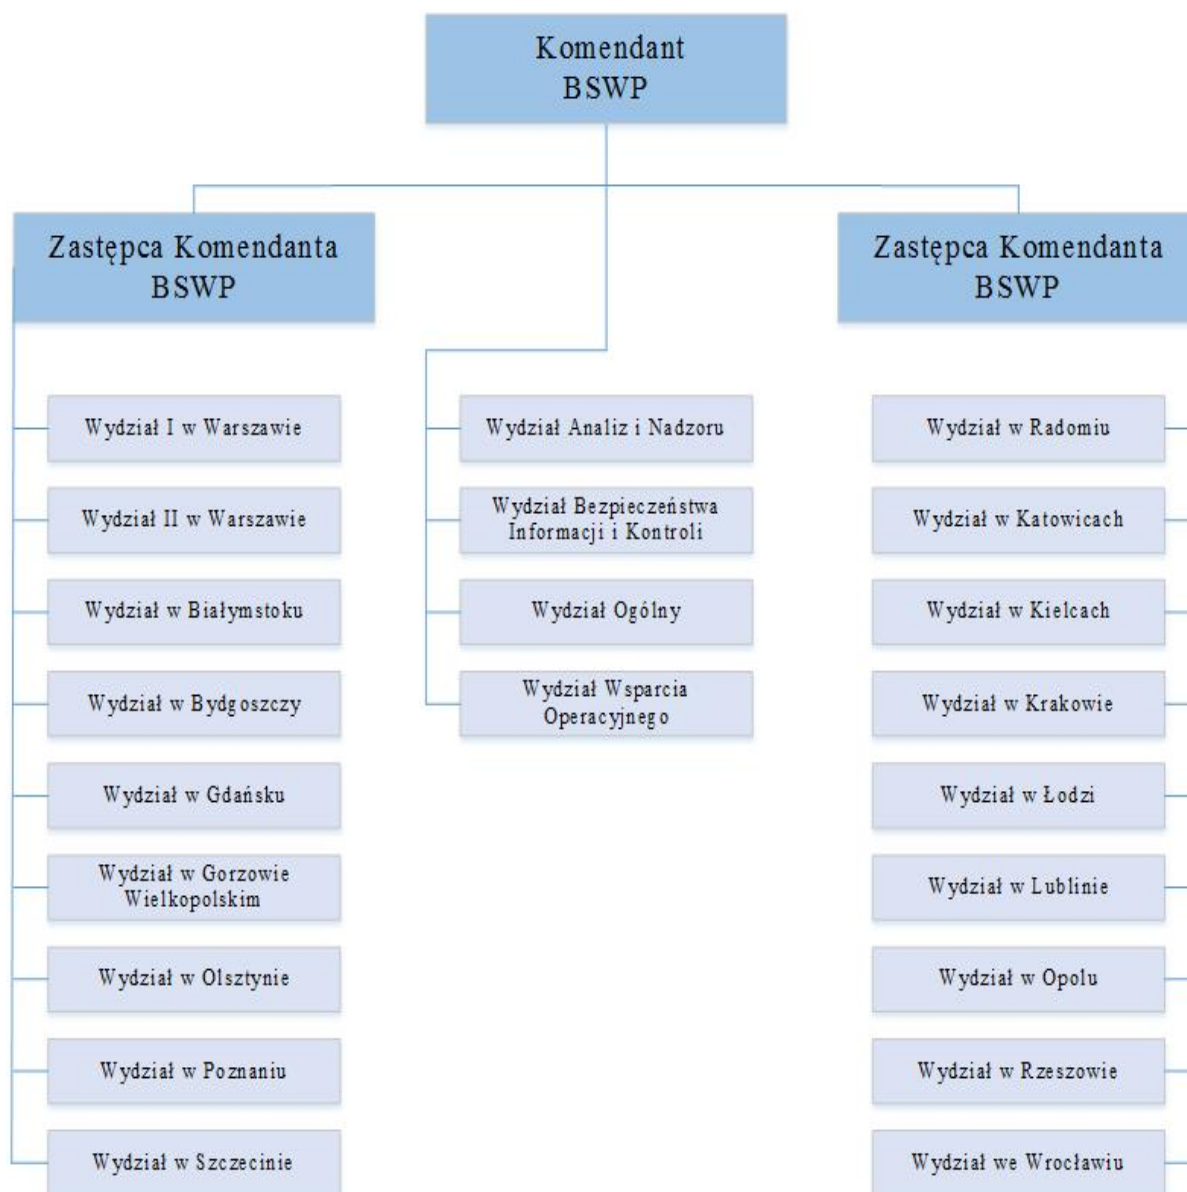 Komendant
BSWP
Zastępca Komendanta
BSWP
Zastępca Komendanta
BSWP
Wydział I w Warszawie
Wydział II w Warszawie
Wydział w Białymstoku
Wydział w Bydgoszczy
Wydział w Gdańsku
Wydział w Gorzowie
Wielkopolskim
Wydział w Olsztynie
Wydział w Poznaniu
Wydział w Szczecinie
Wydział Analiz i Nadzoru
Wydział Bezpieczeństwa
Informacji i Kontroli
Wydział Ogólny
Wydział Wsparcia
Operacyjnego
Wydział w Radomiu
Wydział w Katowicach
Wydział w Kielcach
Wydział w Krakowie
Wydział w Łodzi
Wydział w Lublinie
Wydział w Opolu
Wydział w Rzeszowie
Wydział we Wrocławiu